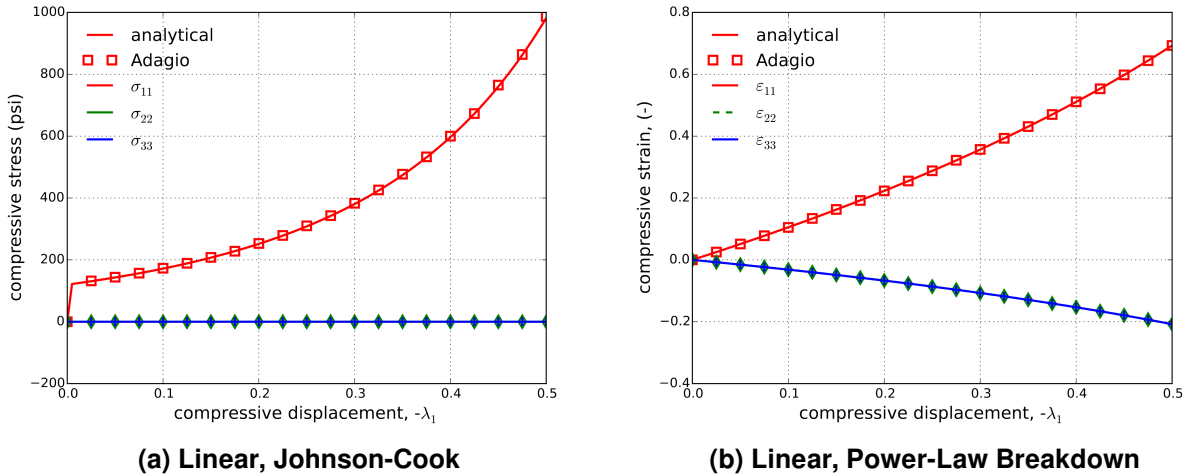 1000
800
600
400
200
0
−200
0.0
0.1
0.2
0.3
0.4
0.5
compressive stress (psi)
compressive displacement, -λ₁
analytical
Adagio
σ₁₁
σ₂₂
σ₃₃
(a) Linear, Johnson-Cook
0.8
0.6
0.4
0.2
0.0
−0.2
−0.4
0.0
0.1
0.2
0.3
0.4
0.5
compressive strain, (-)
compressive displacement, -λ₁
analytical
Adagio
ε₁₁
ε₂₂
ε₃₃
(b) Linear, Power-Law Breakdown